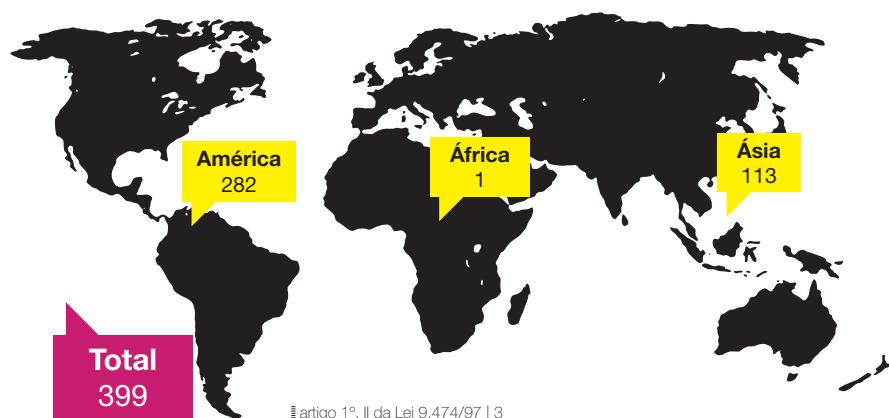 América
282
África
1
Ásia
113
Total
399
artigo 1º, II da Lei 9.474/97 | 3